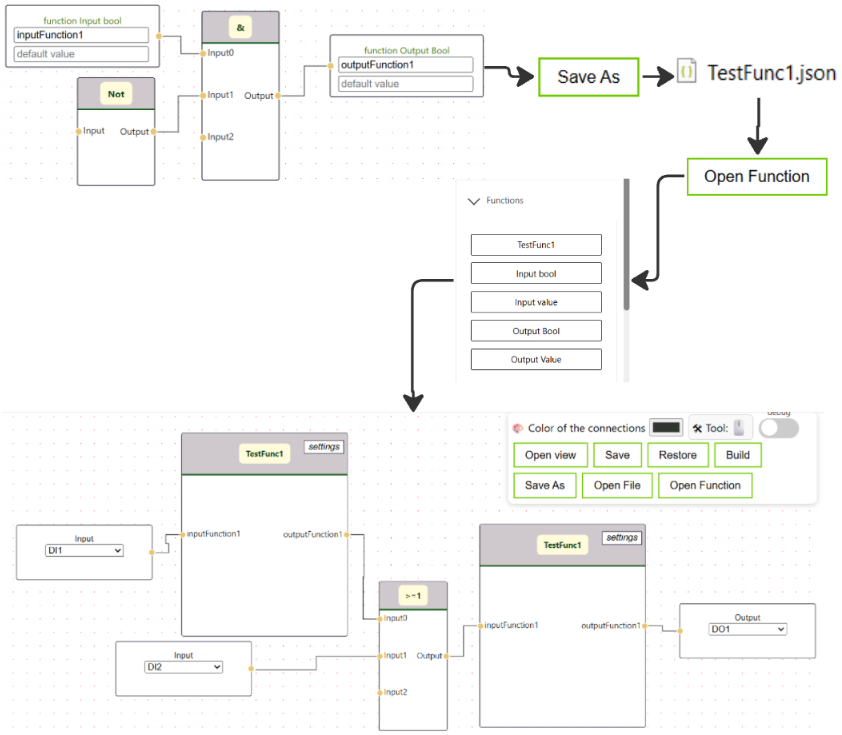 function Input bool
inputFunction1
default value
&
Input0
Input1
Output
Input2
Not
Input
Output
function Output Bool
outputFunction1
default value
Save As
{} TestFunc1.json
Open Function
Functions
TestFunc1
Input bool
Input value
Output Bool
Output Value
debug
Color of the connections
Tool:
Open view
Save
Restore
Build
Save As
Open File
Open Function
TestFunc1
settings
inputFunction1
outputFunction1
Input
DI1
Input
DI2
>=1
Input0
Input1
Output
Input2
TestFunc1
settings
inputFunction1
outputFunction1
Output
DO1